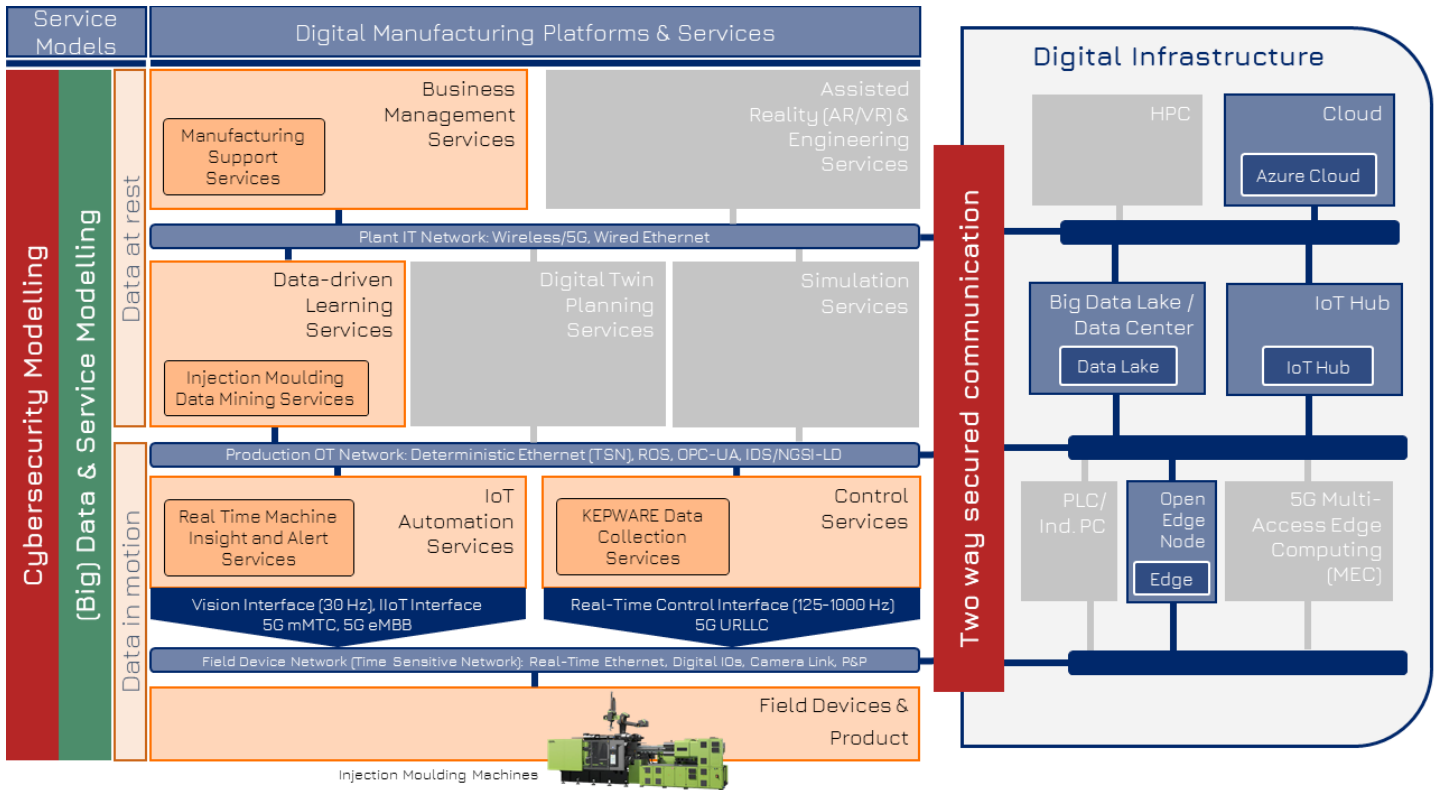 Service
Models
Digital Manufacturing Platforms & Services
Cybersecurity Modelling
(Big) Data & Service Modelling
Data at rest
Data in motion
Business
Management
Services
Manufacturing
Support
Services
Assisted
Reality (AR/VR) &
Engineering
Services
Plant IT Network: Wireless/5G, Wired Ethernet
Data-driven
Learning
Services
Injection Moulding
Data Mining Services
Digital Twin
Planning
Services
Simulation
Services
Production OT Network: Deterministic Ethernet (TSN), ROS, OPC-UA, IDS/NGSI-LD
IoT
Automation
Services
Real Time Machine
Insight and Alert
Services
Control
Services
KEPWARE Data
Collection
Services
Vision Interface (30 Hz), IIoT Interface
5G mMTC, 5G eMBB
Real-Time Control Interface (125-1000 Hz)
5G URLLC
Field Device Network (Time Sensitive Network): Real-Time Ethernet, Digital IOs, Camera Link, P&P
Field Devices &
Product
Injection Moulding Machines
Two way secured communication
Digital Infrastructure
HPC
Cloud
Azure Cloud
Big Data Lake /
Data Center
Data Lake
IoT Hub
IoT Hub
PLC/
Ind. PC
Open
Edge
Node
Edge
5G Multi-
Access Edge
Computing
(MEC)